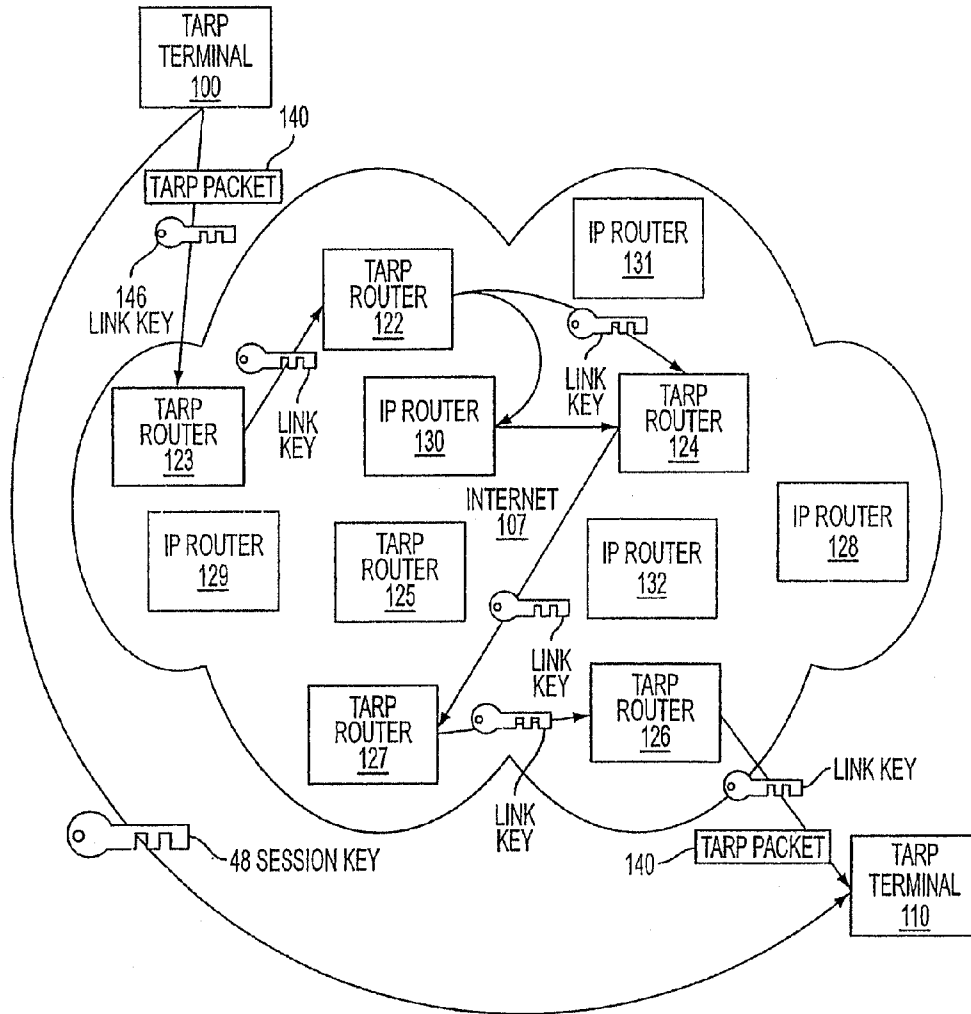 TARP
TERMINAL
100
140
TARP PACKET
146
LINK KEY
IP ROUTER
131
TARP
ROUTER
122
LINK
KEY
LINK
KEY
TARP
ROUTER
123
IP ROUTER
130
TARP
ROUTER
124
INTERNET
107
IP ROUTER
129
TARP
ROUTER
125
IP ROUTER
132
IP ROUTER
128
LINK
KEY
TARP
ROUTER
127
TARP
ROUTER
126
LINK
KEY
LINK KEY
48 SESSION KEY
140
TARP PACKET
TARP
TERMINAL
110